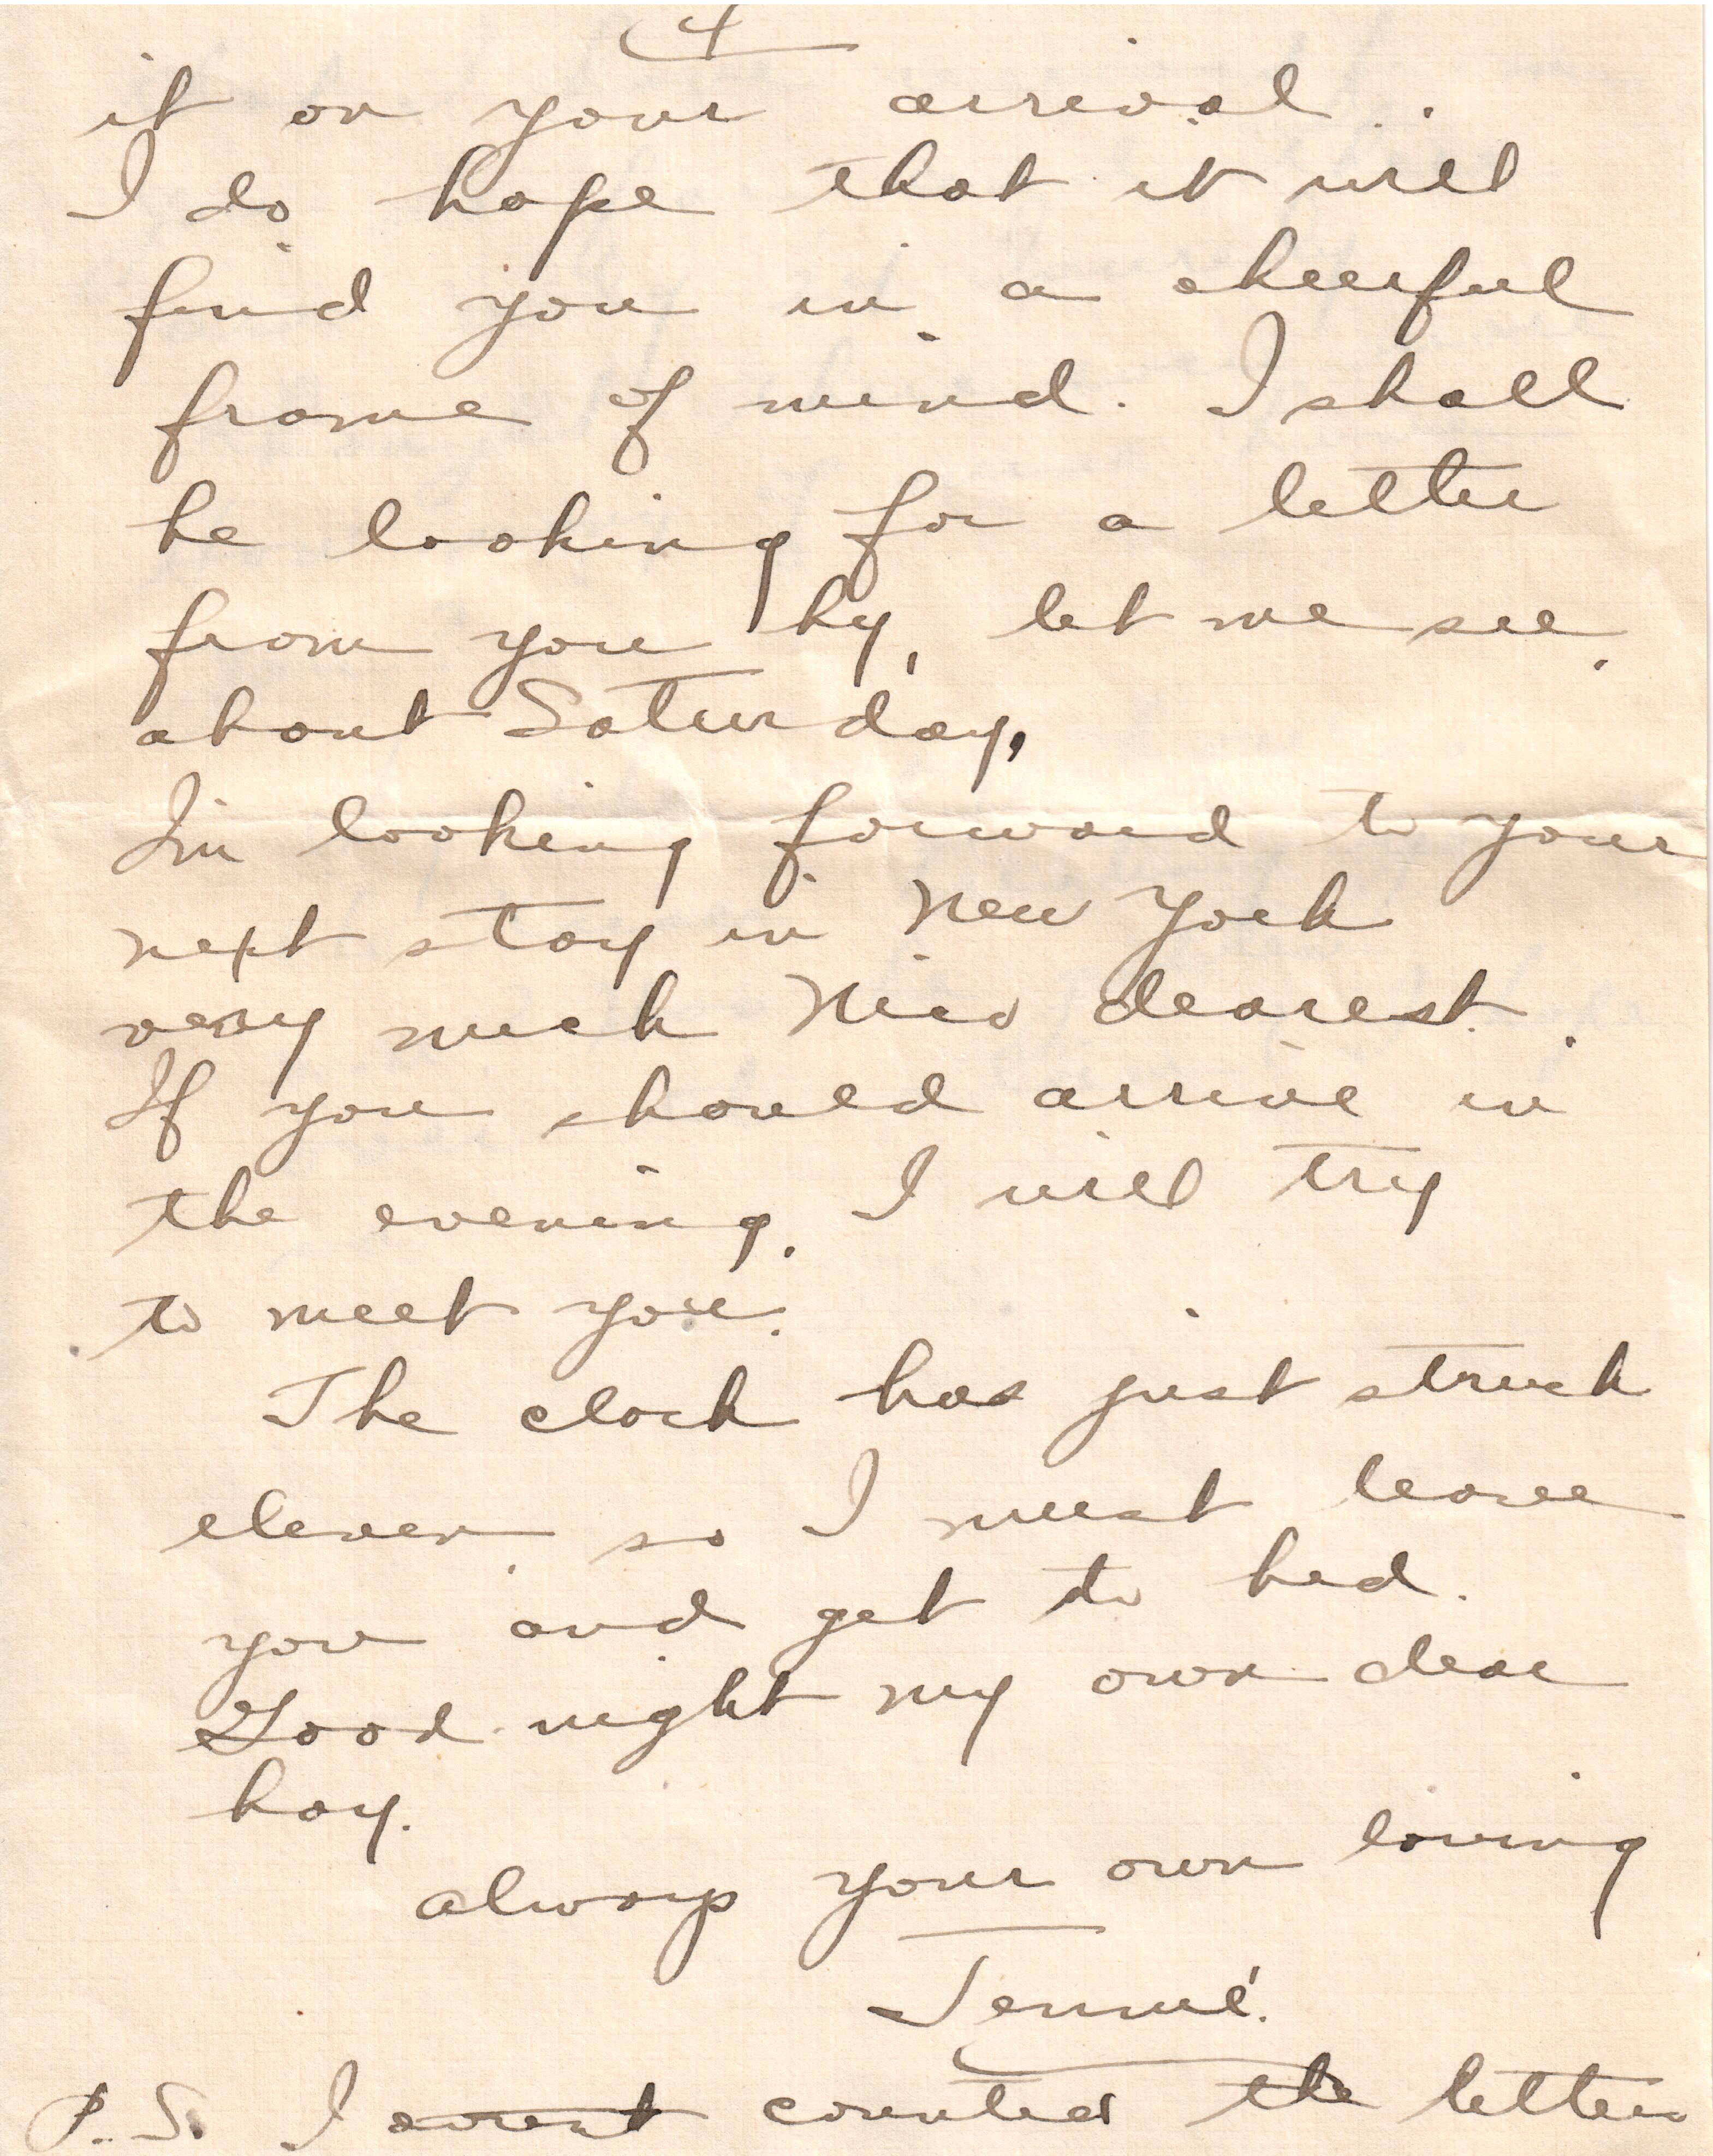 4
it on your arrival.
I do hope that it will
find you in a cheerful
frame of mind. I shall
be looking for a letter
from you by, let me see,
about Saturday,
I'm looking forward to your
next stay in New York
very much Nico dearest.
If you should arrive in
the evening, I will try
to meet you.
The clock has just struck
eleven, so I must leave
you and get to bed.
Good night my own dear
boy.
Always your own loving
Jennie.
P.S. I counted the letters